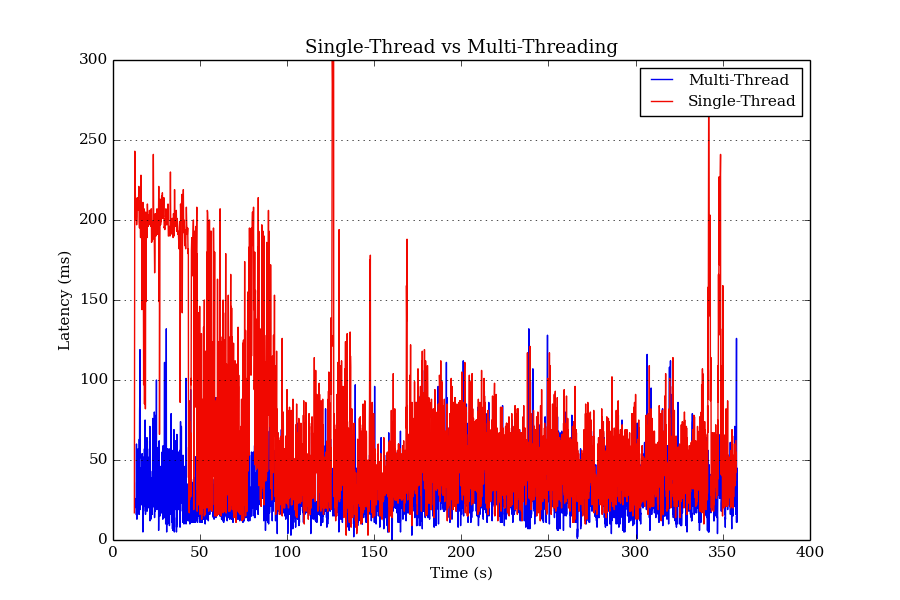 Single-Thread vs Multi-Threading
300
250
200
150
100
50
0
Latency (ms)
Multi-Thread
Single-Thread
0 50 100 150 200 250 300 350 400
Time (s)